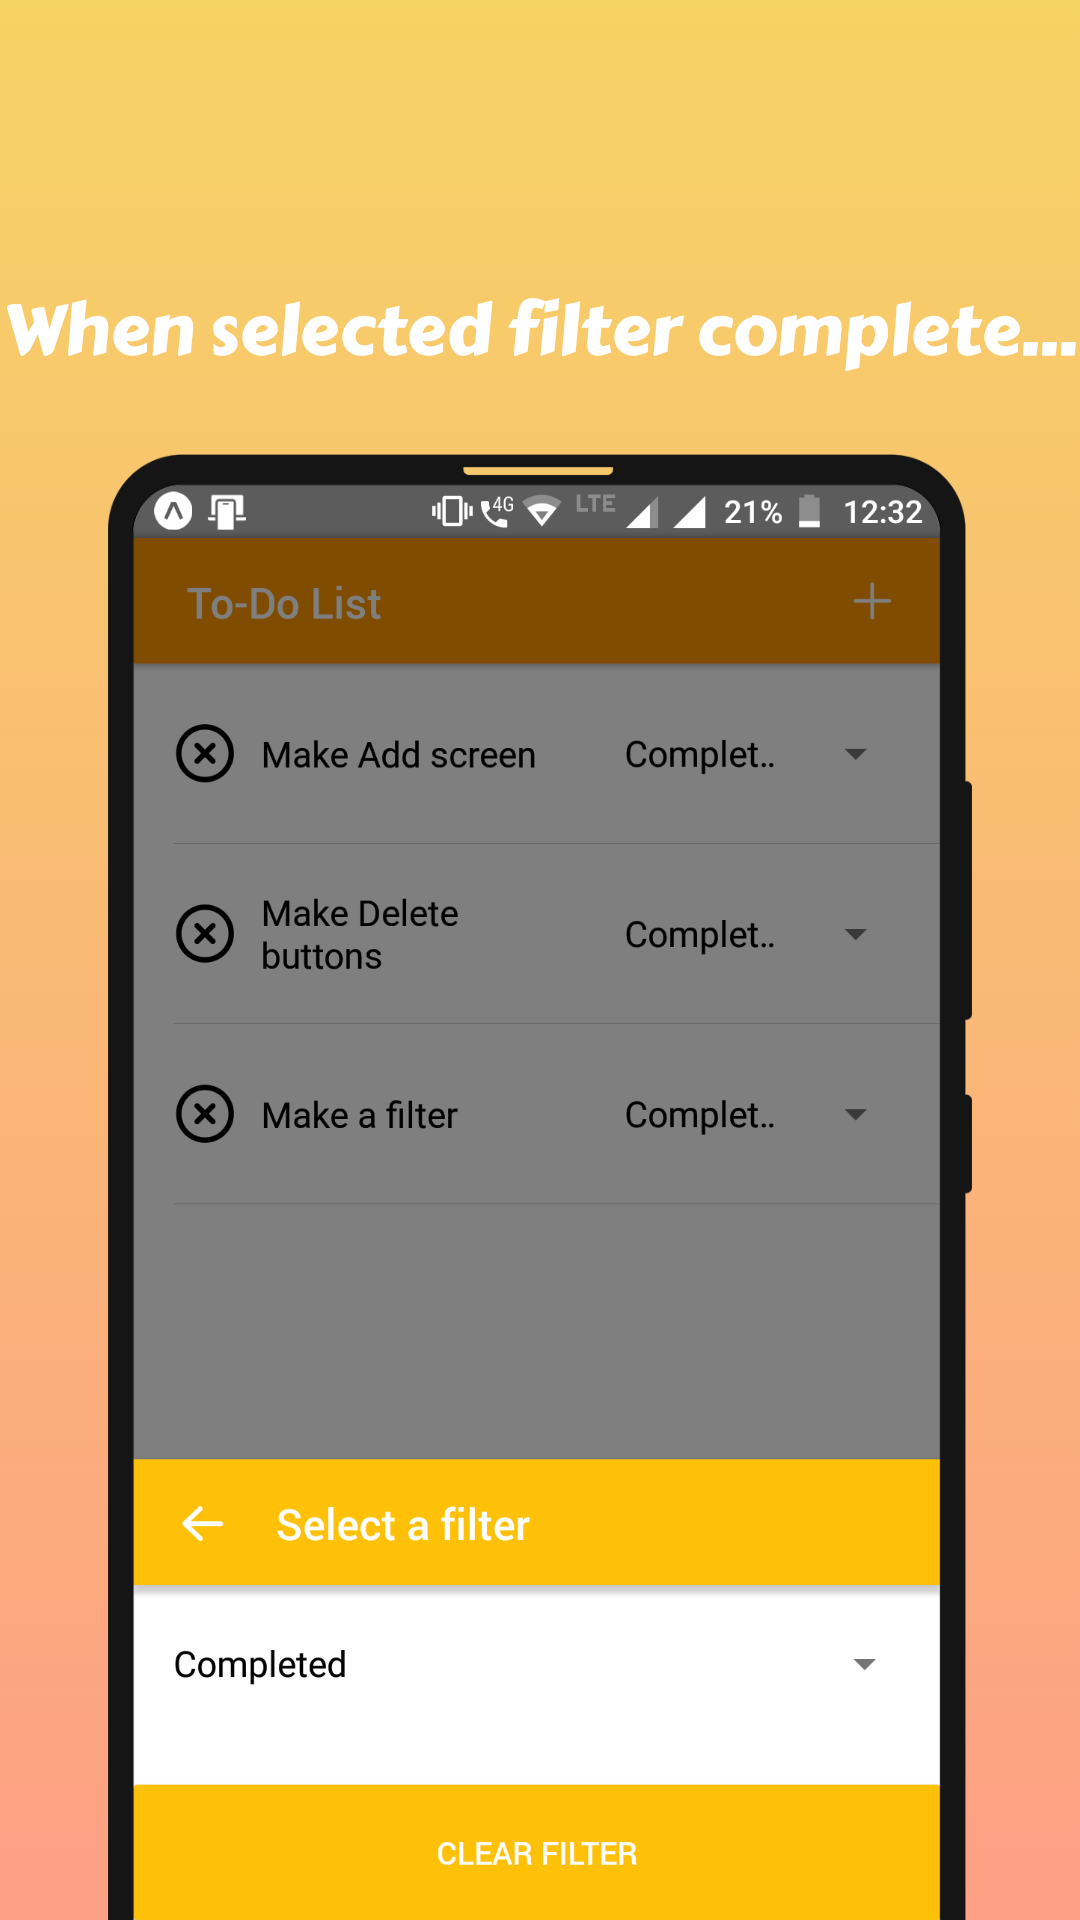 When selected filter complete...
4G LTE 21% 12:32
To-Do List
Make Add screen Complet..
Make Delete
buttons Complet..
Make a filter Complet..
Select a filter
Completed
CLEAR FILTER